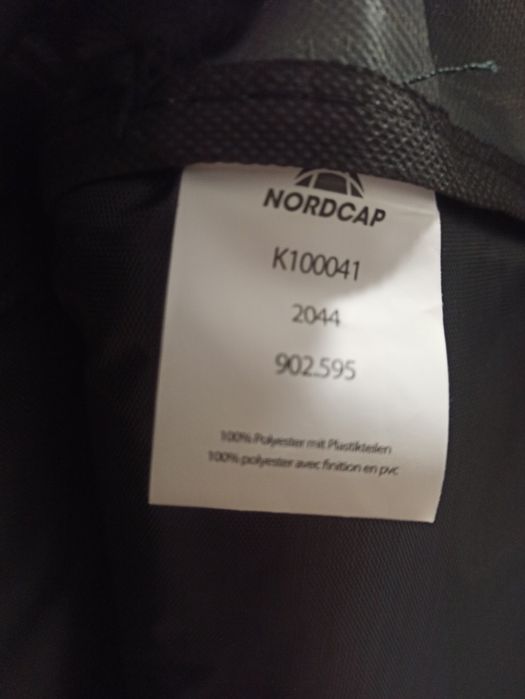 NORDCAP
K100041
2044
902.595
100% Polyester mit Plastikteilen
100% polyester avec finition en pvc